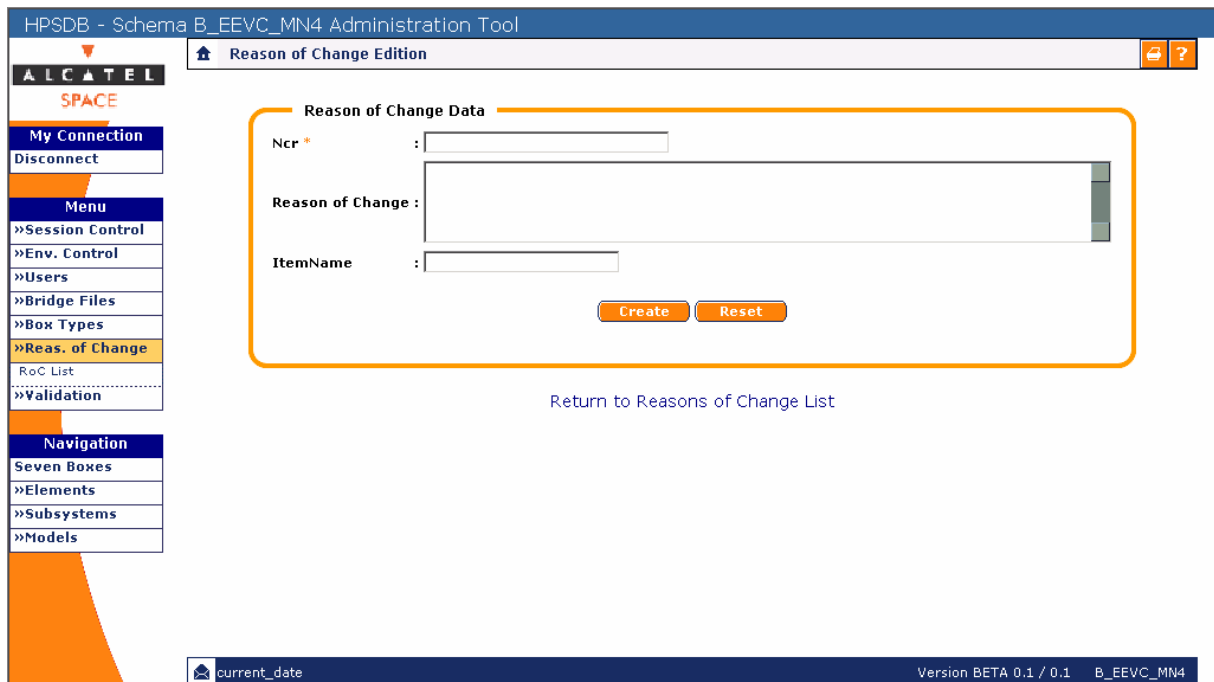 HPSDB - Schema B_EEVC_MN4 Administration Tool
ALCATEL
SPACE
Reason of Change Edition
?
My Connection
Disconnect
Menu
»Session Control
»Env. Control
»Users
»Bridge Files
»Box Types
»Reas. of Change
RoC List
»Validation
Navigation
Seven Boxes
»Elements
»Subsystems
»Models
Reason of Change Data
Ncr * :
Reason of Change :
ItemName :
Create Reset
Return to Reasons of Change List
current_date Version BETA 0.1 / 0.1 B_EEVC_MN4